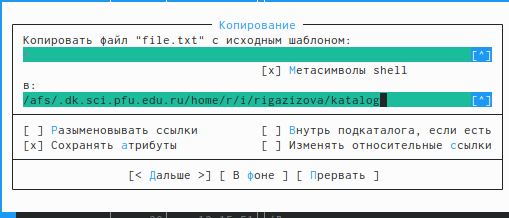 Копирование
Копировать файл "file.txt" с исходным шаблоном:
[^]
[x] Метасимволы shell
в:
/afs/.dk.sci.pfu.edu.ru/home/r/i/rigazizova/katalog [^]
[ ] Разыменовывать ссылки [ ] Внутрь подкаталога, если есть
[x] Сохранять атрибуты [ ] Изменять относительные ссылки
[< Дальше >] [ В фоне ] [ Прервать ]